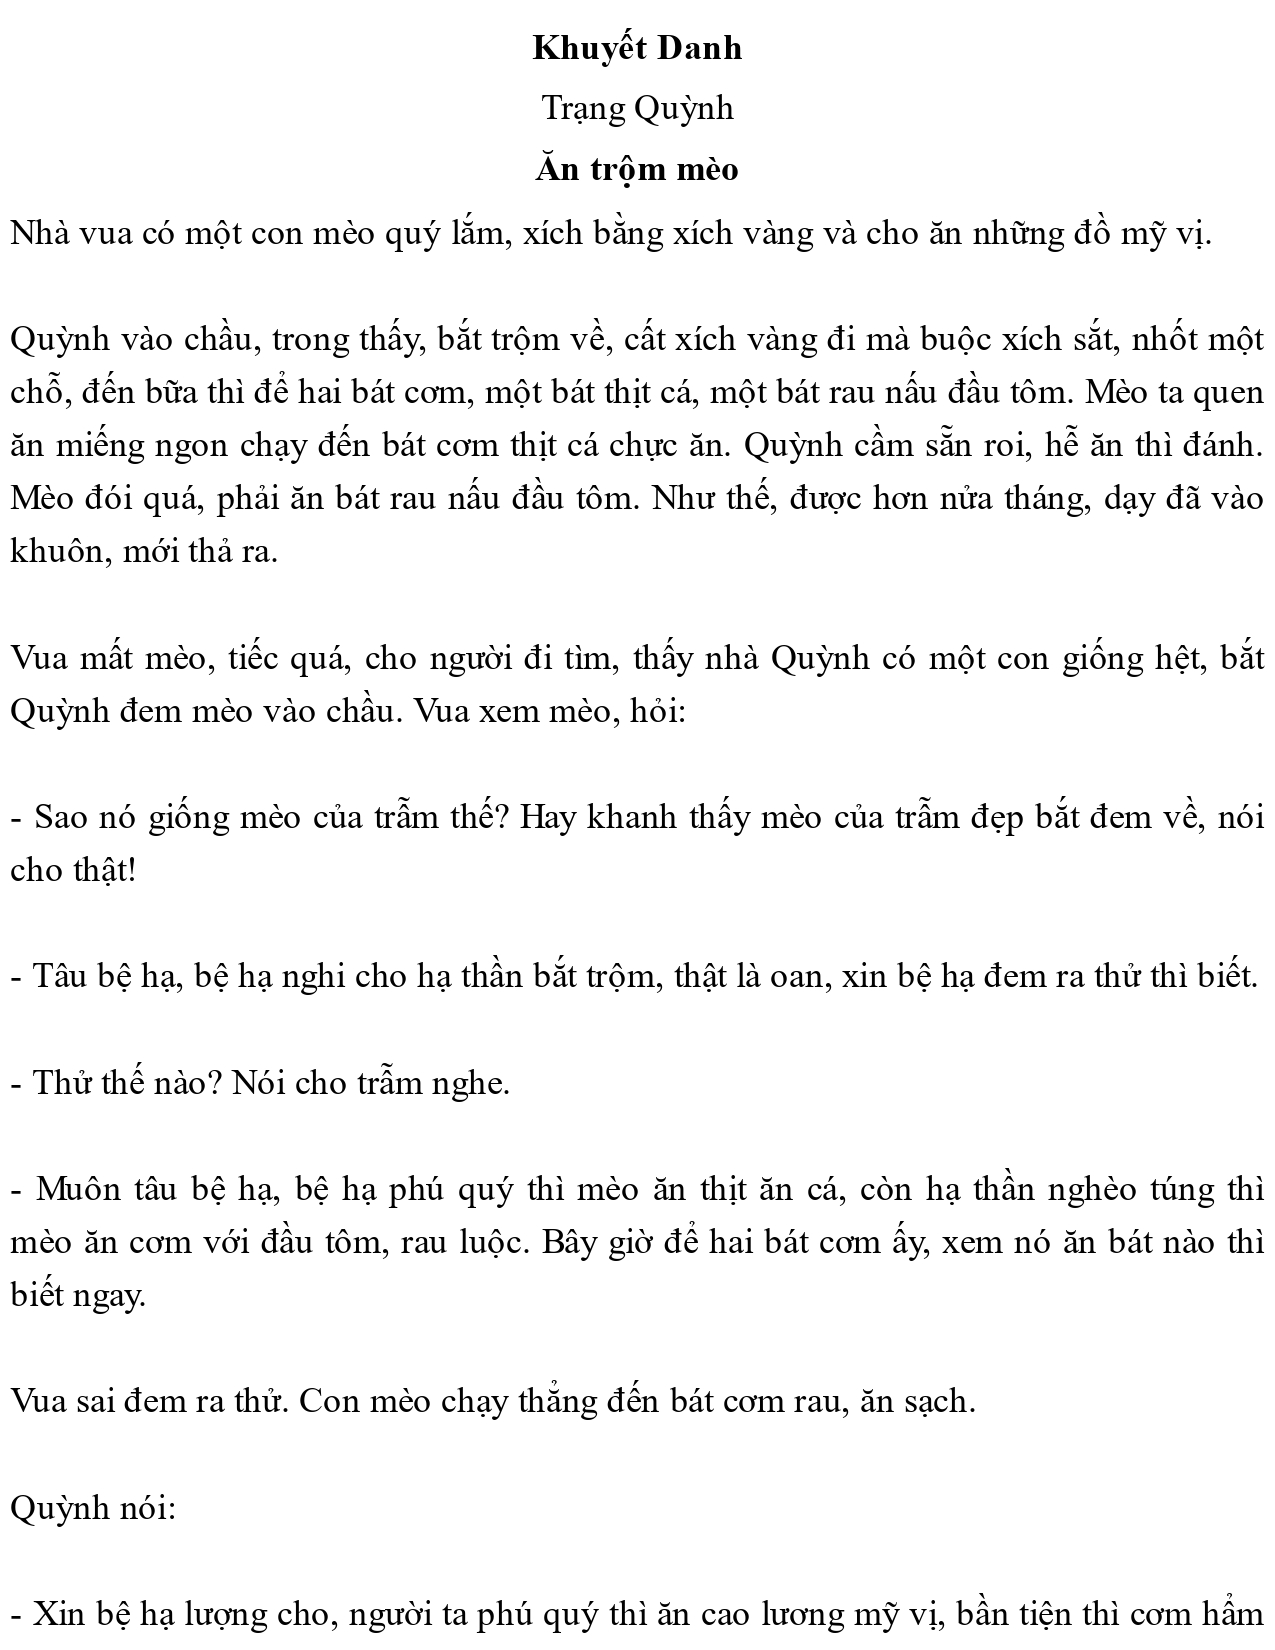 Khuyết Danh
Trạng Quỳnh
Ăn trộm mèo
Nhà vua có một con mèo quý lắm, xích bằng xích vàng và cho ăn những đồ mỹ vị.
Quỳnh vào chầu, trong thấy, bắt trộm về, cất xích vàng đi mà buộc xích sắt, nhốt một
chỗ, đến bữa thì để hai bát cơm, một bát thịt cá, một bát rau nấu đầu tôm. Mèo ta quen
ăn miếng ngon chạy đến bát cơm thịt cá chực ăn. Quỳnh cầm sẵn roi, hễ ăn thì đánh.
Mèo đói quá, phải ăn bát rau nấu đầu tôm. Như thế, được hơn nửa tháng, dạy đã vào
khuôn, mới thả ra.
Vua mất mèo, tiếc quá, cho người đi tìm, thấy nhà Quỳnh có một con giống hệt, bắt
Quỳnh đem mèo vào chầu. Vua xem mèo, hỏi:
- Sao nó giống mèo của trẫm thế? Hay khanh thấy mèo của trẫm đẹp bắt đem về, nói
cho thật!
- Tâu bệ hạ, bệ hạ nghi cho hạ thần bắt trộm, thật là oan, xin bệ hạ đem ra thử thì biết.
- Thử thế nào? Nói cho trẫm nghe.
- Muôn tâu bệ hạ, bệ hạ phú quý thì mèo ăn thịt ăn cá, còn hạ thần nghèo túng thì
mèo ăn cơm với đầu tôm, rau luộc. Bây giờ để hai bát cơm ấy, xem nó ăn bát nào thì
biết ngay.
Vua sai đem ra thử. Con mèo chạy thẳng đến bát cơm rau, ăn sạch.
Quỳnh nói:
- Xin bệ hạ lượng cho, người ta phú quý thì ăn cao lương mỹ vị, bần tiện thì cơm hẩm